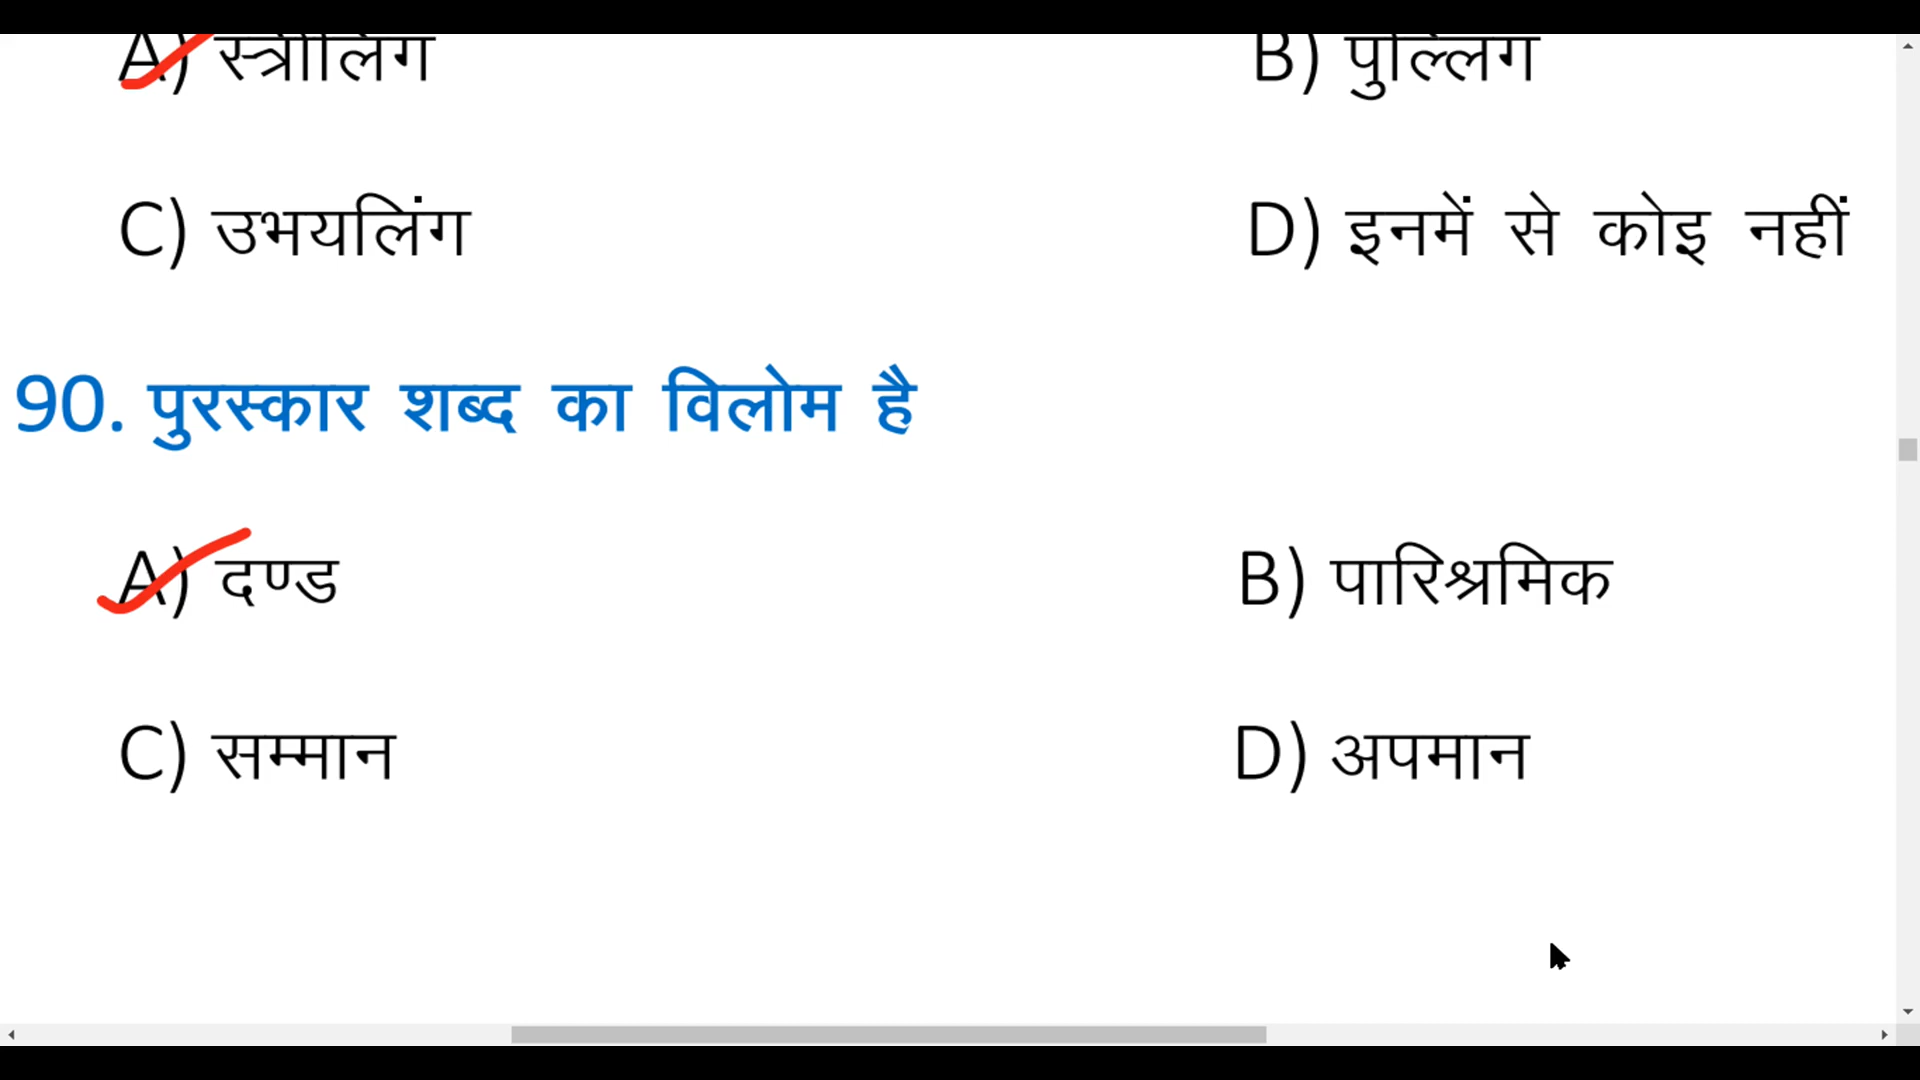 A) स्त्रीलिंग B) पुल्लिंग
C) उभयलिंग D) इनमें से कोइ नहीं
90. पुरस्कार शब्द का विलोम है
A) दण्ड B) पारिश्रमिक
C) सम्मान D) अपमान